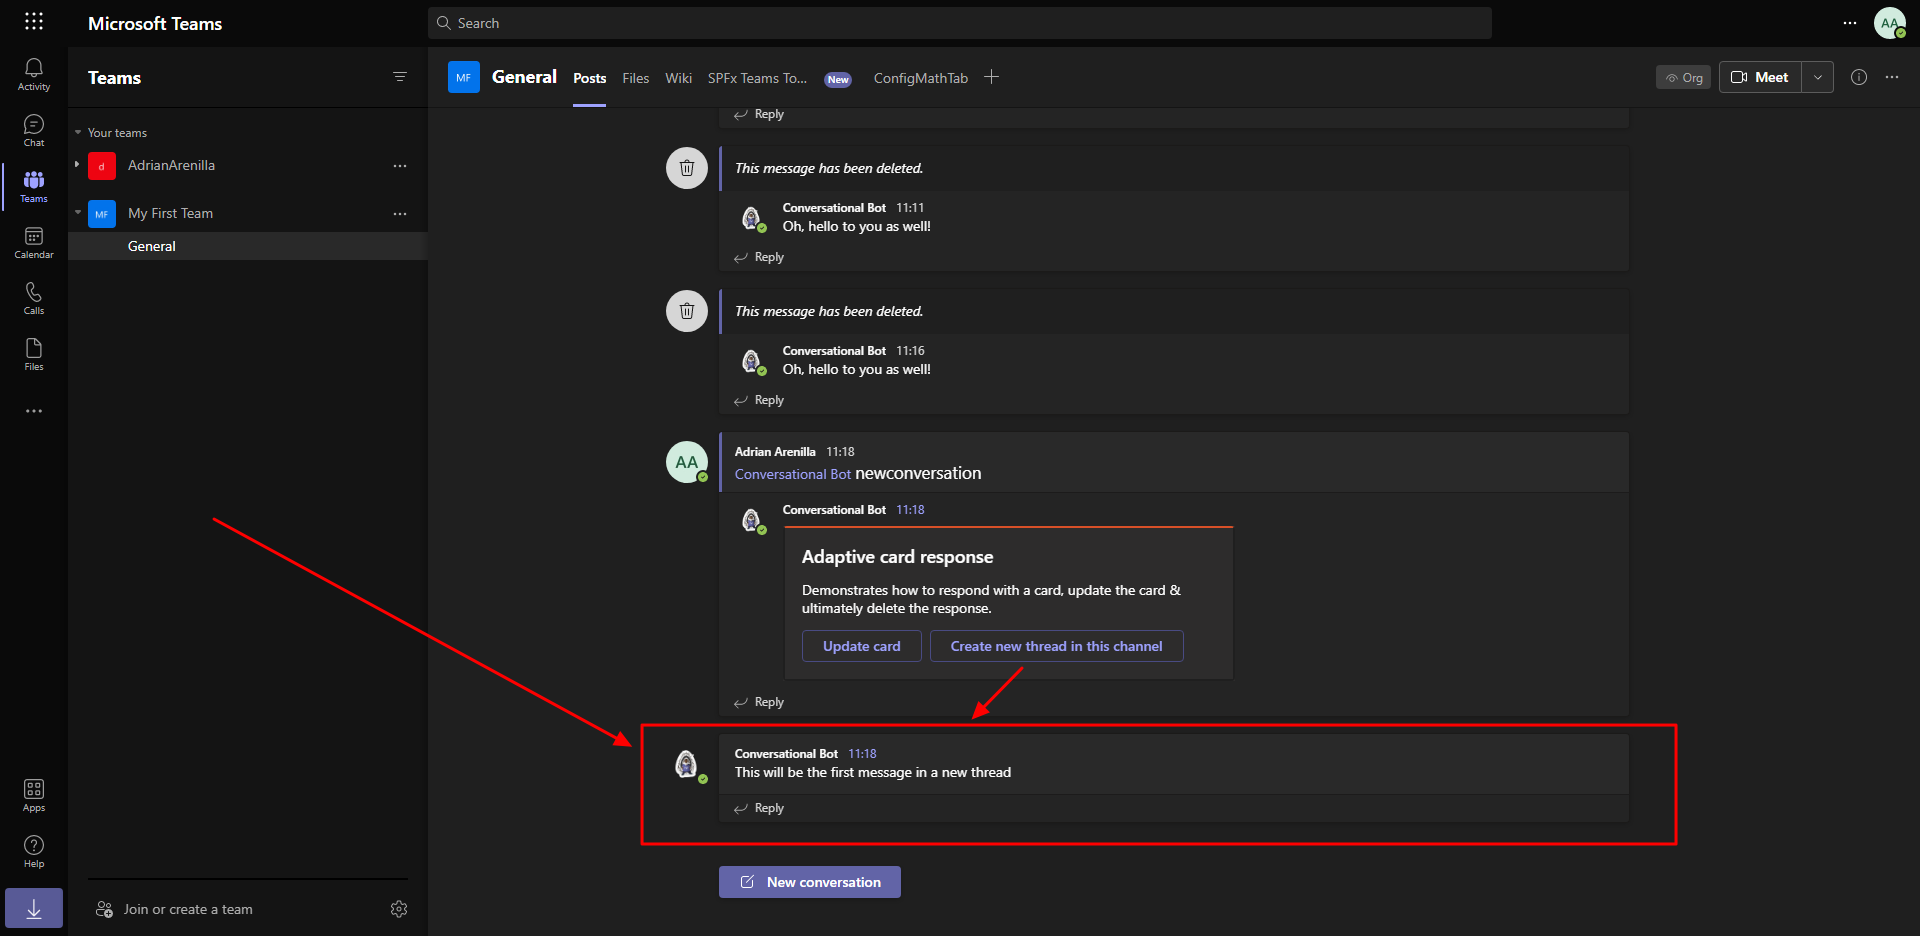 Microsoft Teams
Search
AA
Activity
Chat
Teams
Calendar
Calls
Files
Apps
Help
Teams
Your teams
d AdrianArenilla
MF My First Team
General
Join or create a team
MF General Posts Files Wiki SPFx Teams To... New ConfigMathTab
Org Meet
Reply
This message has been deleted.
Conversational Bot 11:11
Oh, hello to you as well!
Reply
This message has been deleted.
Conversational Bot 11:16
Oh, hello to you as well!
Reply
AA
Adrian Arenilla 11:18
Conversational Bot newconversation
Conversational Bot 11:18
Adaptive card response
Demonstrates how to respond with a card, update the card &
ultimately delete the response.
Update card Create new thread in this channel
Reply
Conversational Bot 11:18
This will be the first message in a new thread
Reply
New conversation